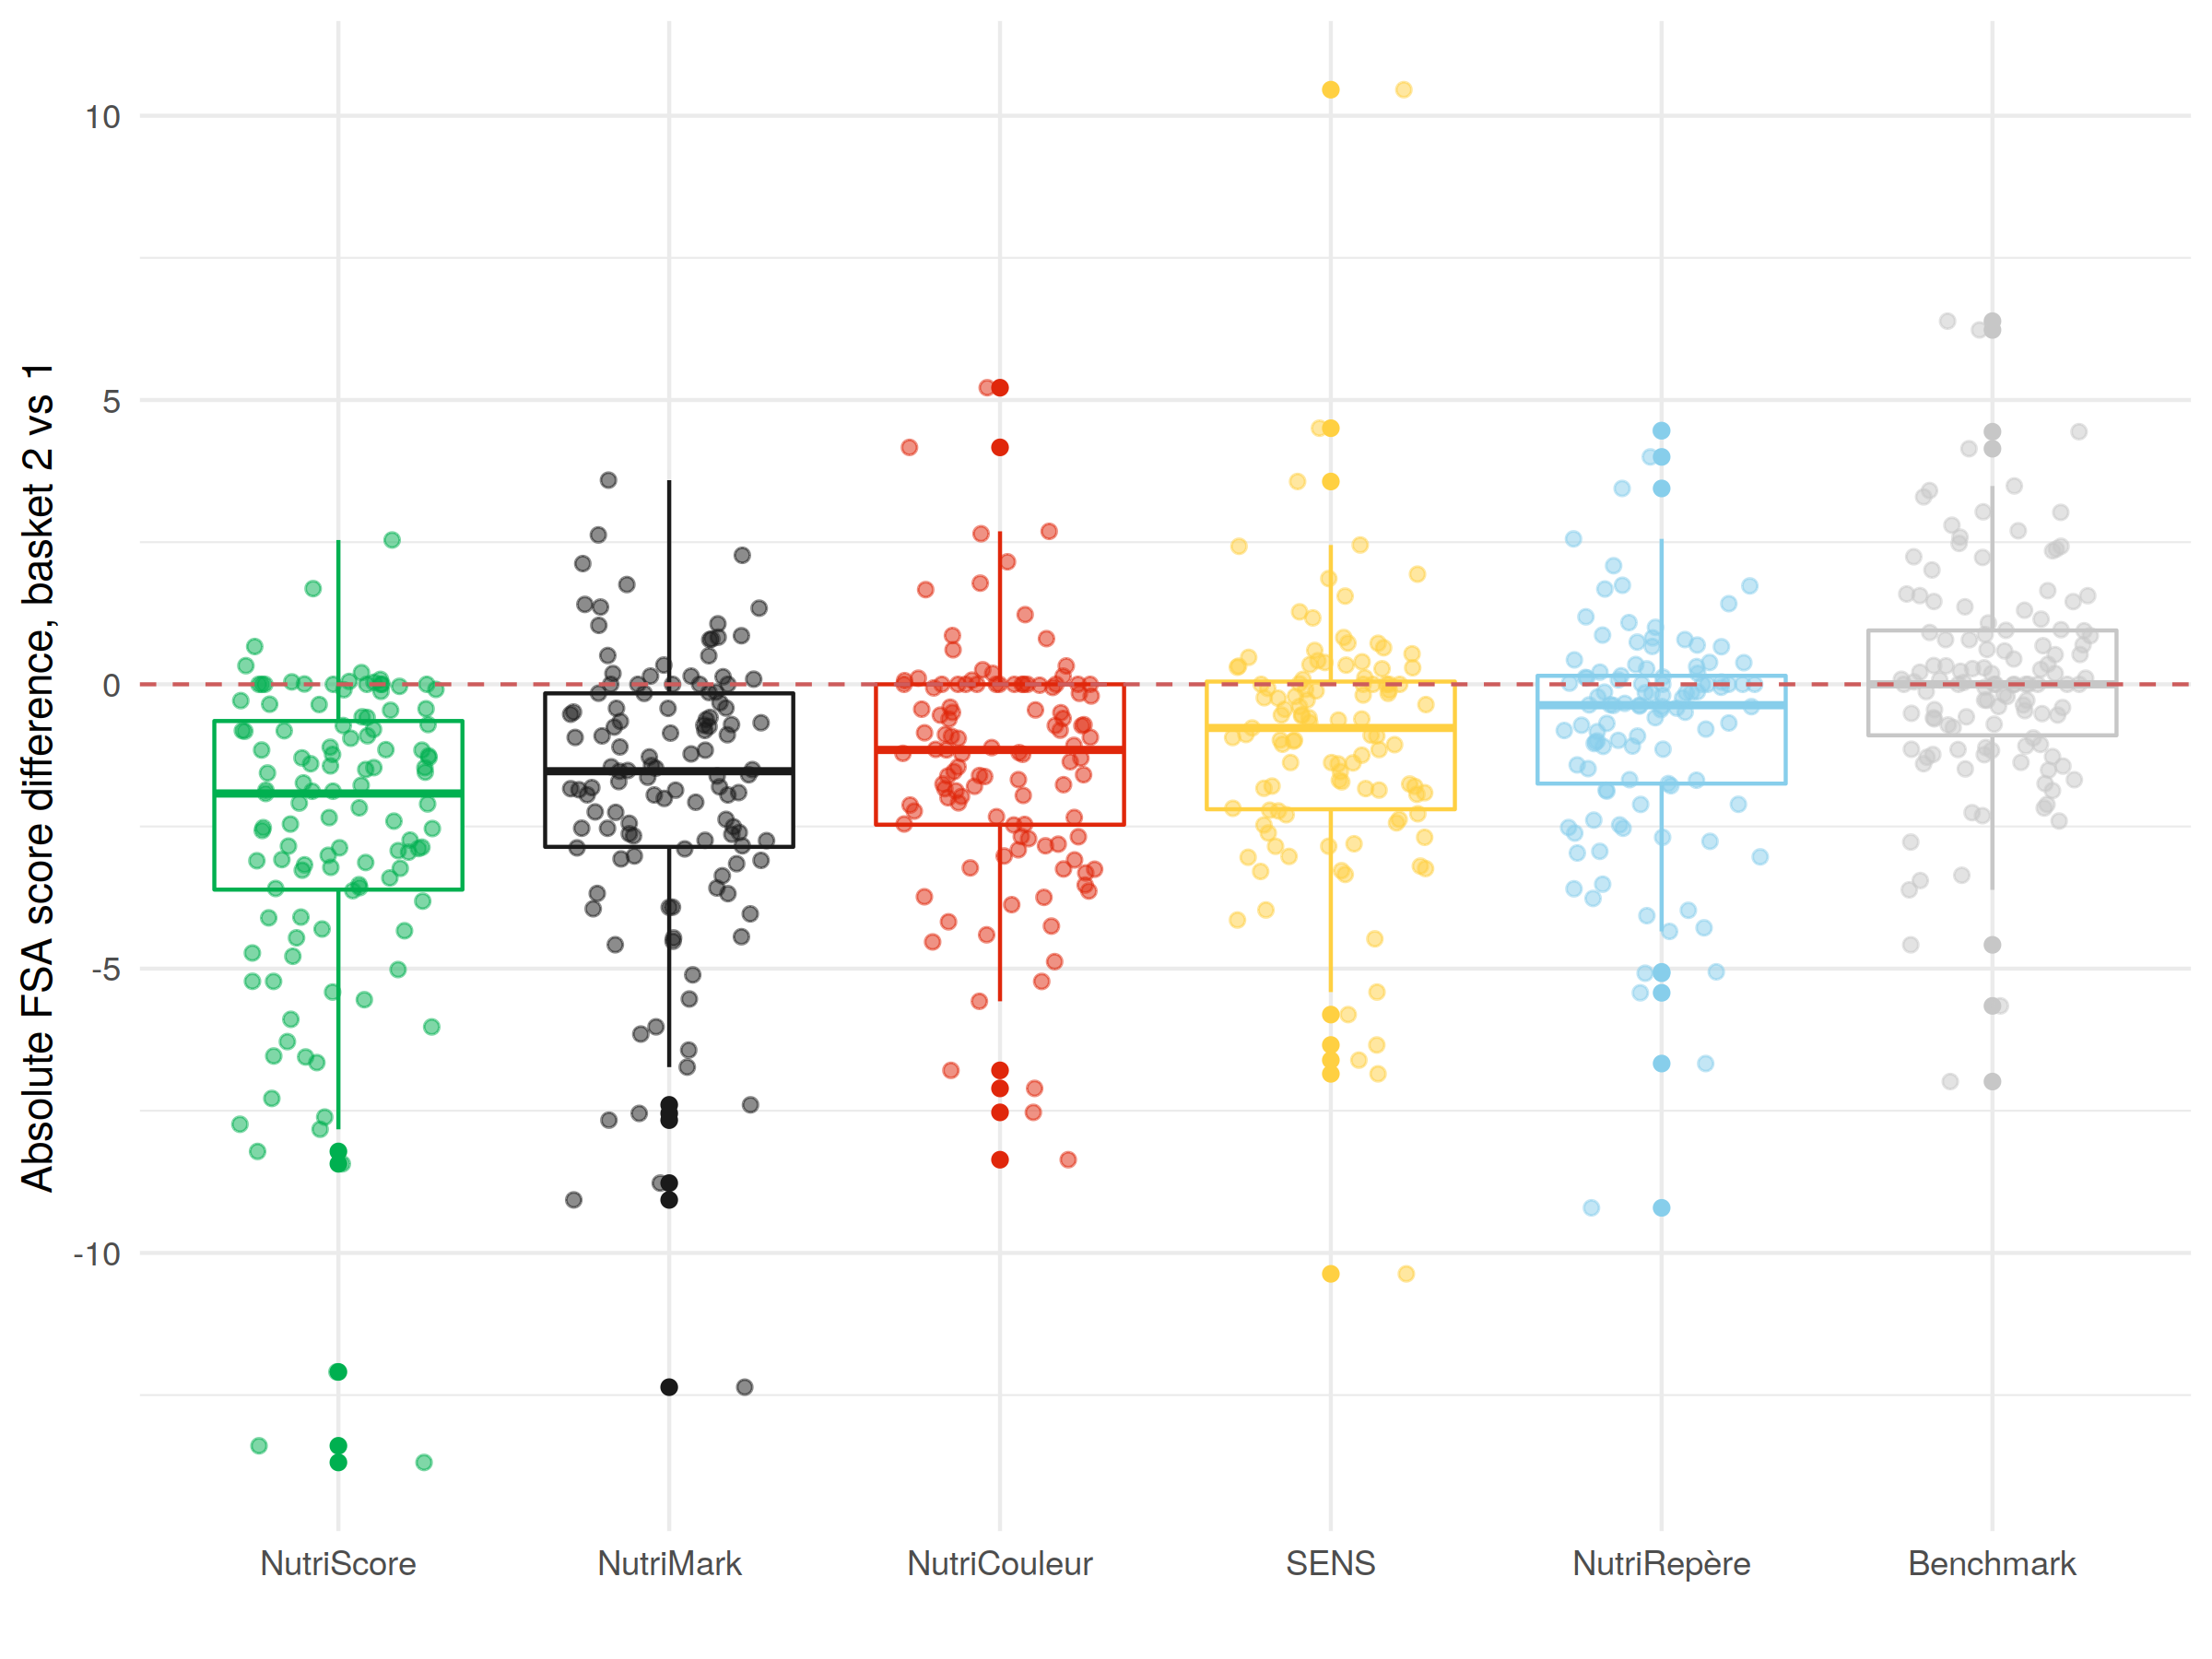 Absolute FSA score difference, basket 2 vs 1
10
5
0
-5
-10
NutriScore
NutriMark
NutriCouleur
SENS
NutriRepère
Benchmark